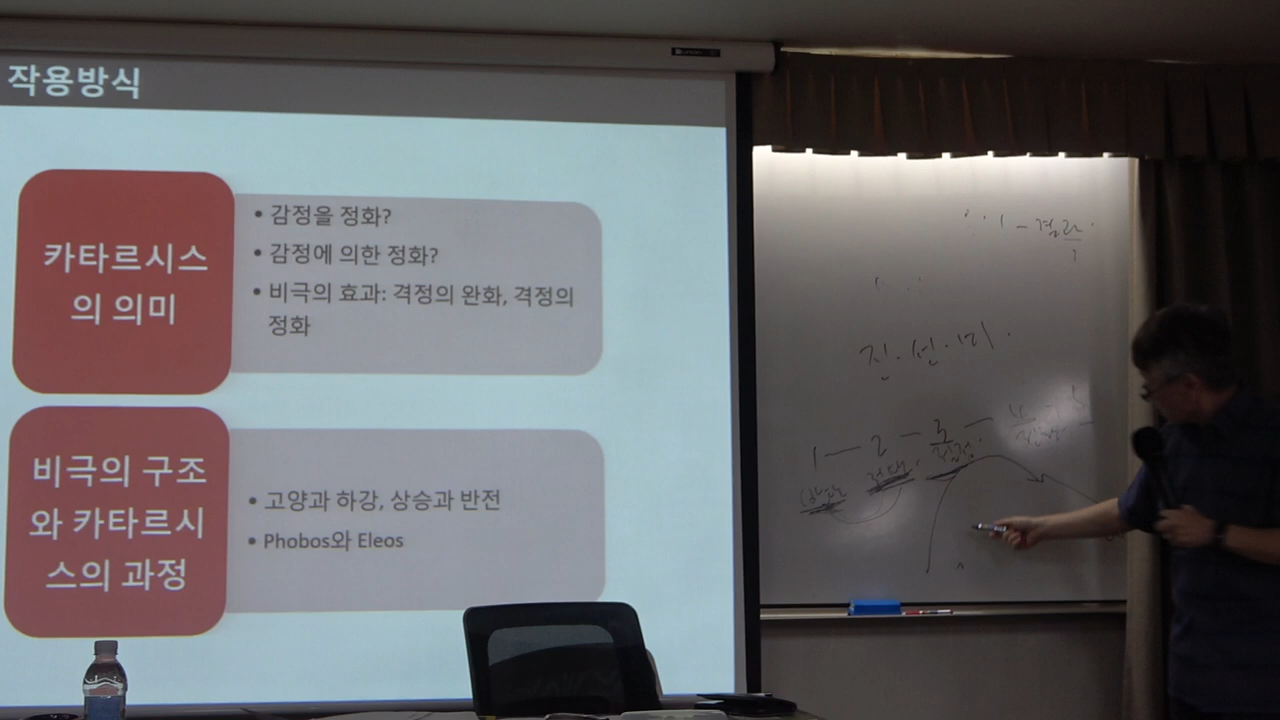 작용방식
카타르시스
의 의미
• 감정을 정화?
• 감정에 의한 정화?
• 비극의 효과: 격정의 완화, 격정의
정화
비극의 구조
와 카타르시
스의 과정
• 고양과 하강, 상승과 반전
• Phobos와 Eleos
진·선·미·
1 — 2 — 3 —